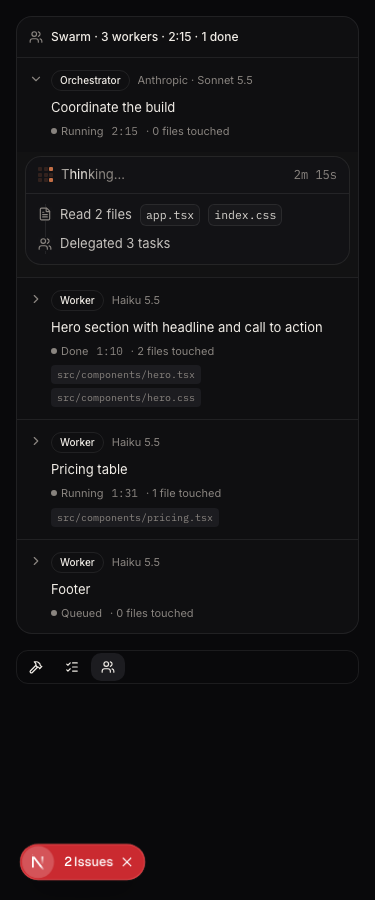 Swarm · 3 workers · 2:15 · 1 done
Orchestrator Anthropic · Sonnet 5.5
Coordinate the build
Running 2:15 · 0 files touched
Thinking... 2m 15s
Read 2 files app.tsx index.css
Delegated 3 tasks
Worker Haiku 5.5
Hero section with headline and call to action
Done 1:10 · 2 files touched
src/components/hero.tsx
src/components/hero.css
Worker Haiku 5.5
Pricing table
Running 1:31 · 1 file touched
src/components/pricing.tsx
Worker Haiku 5.5
Footer
Queued · 0 files touched
N 2 Issues